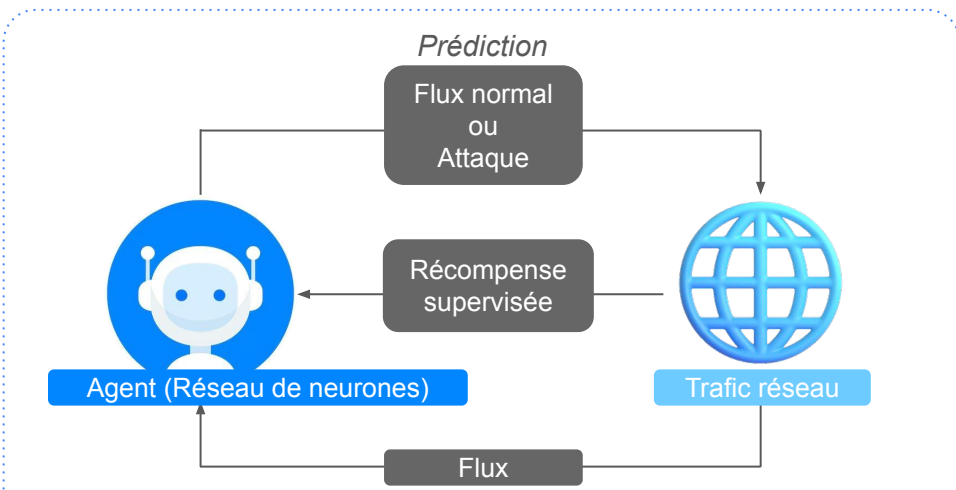 Prédiction
Flux normal
ou
Attaque
Récompense
supervisée
Agent (Réseau de neurones)
Trafic réseau
Flux